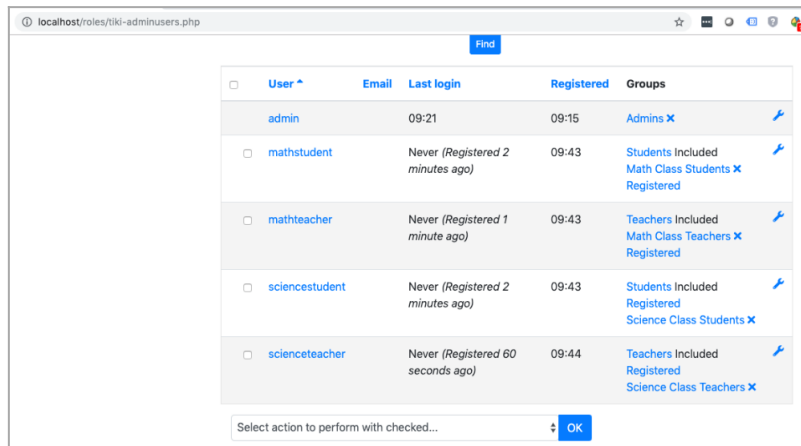 localhost/roles/tiki-adminusers.php
Find
User Email Last login Registered Groups
admin 09:21 09:15 Admins ×
mathstudent Never (Registered 2 minutes ago) 09:43 Students Included
Math Class Students ×
Registered
mathteacher Never (Registered 1 minute ago) 09:43 Teachers Included
Math Class Teachers ×
Registered
sciencestudent Never (Registered 2 minutes ago) 09:43 Students Included
Registered
Science Class Students ×
scienceteacher Never (Registered 60 seconds ago) 09:44 Teachers Included
Registered
Science Class Teachers ×
Select action to perform with checked... OK